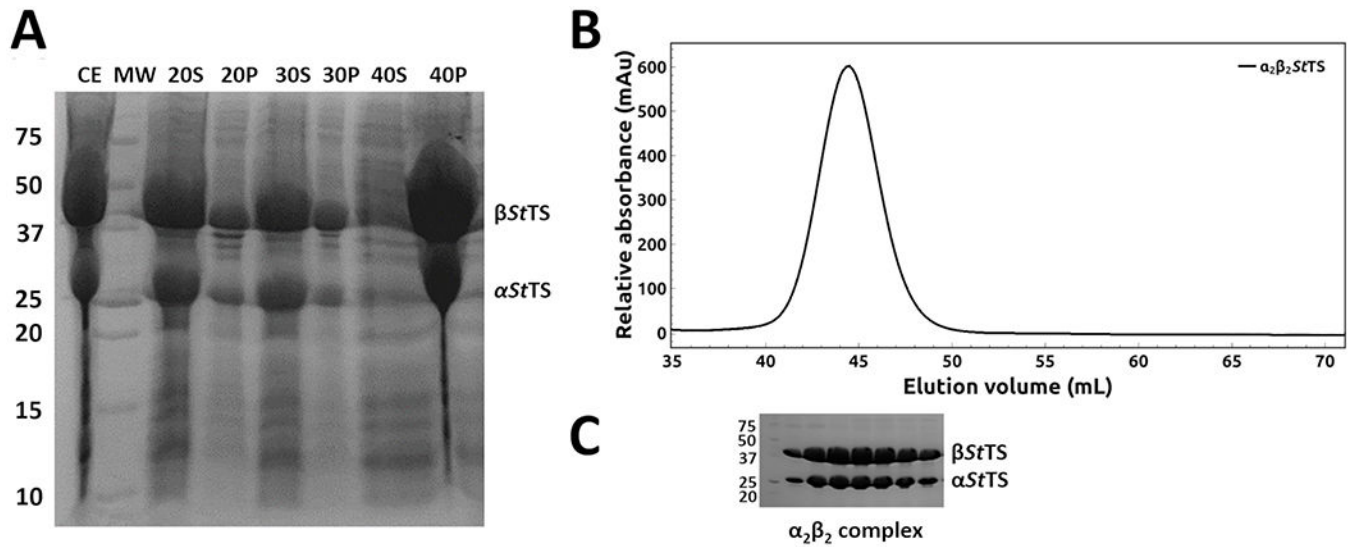 A
CE MW 20S 20P 30S 30P 40S 40P
75
50
37
25
20
15
10
βStTS
αStTS
B
α₂β₂StTS
Relative absorbance (mAu)
600
500
400
300
200
100
0
35 40 45 50 55 60 65 70
Elution volume (mL)
C
75
50
37
25
20
βStTS
αStTS
α₂β₂ complex